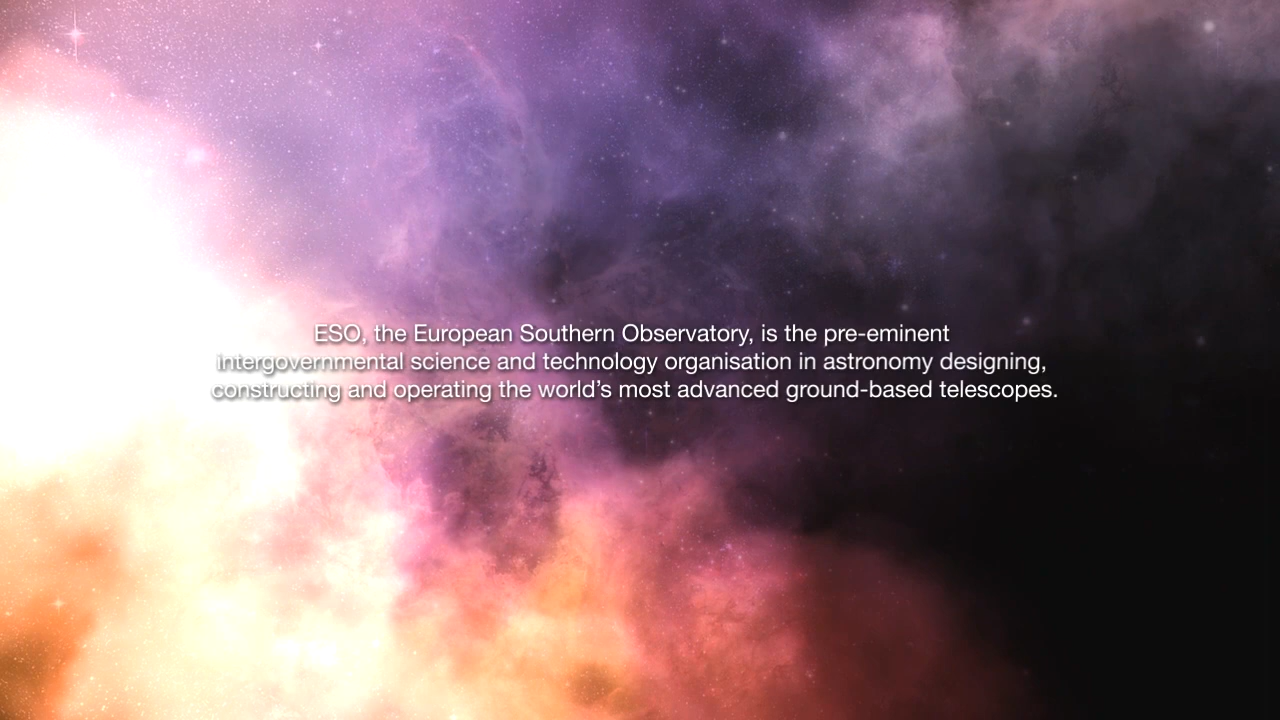 ESO, the European Southern Observatory, is the pre-eminent
intergovernmental science and technology organisation in astronomy designing,
constructing and operating the world’s most advanced ground-based telescopes.